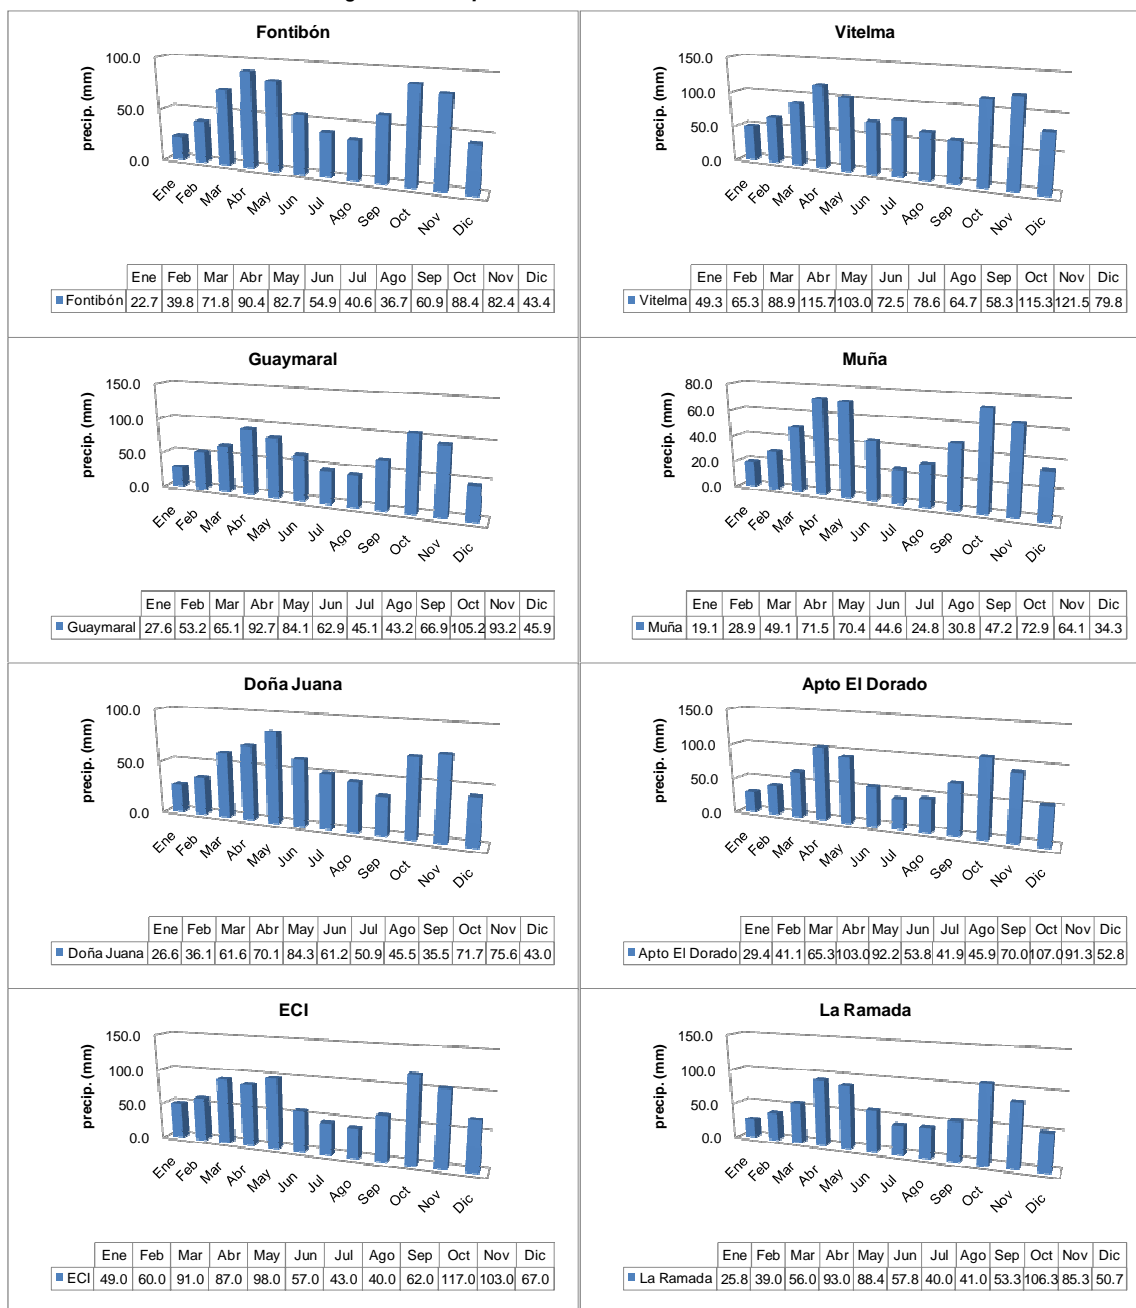 Fontibón
precip. (mm)
100.0
50.0
0.0
Ene Feb Mar Abr May Jun Jul Ago Sep Oct Nov Dic
Ene Feb Mar Abr May Jun Jul Ago Sep Oct Nov Dic
Fontibón 22.7 39.8 71.8 90.4 82.7 54.9 40.6 36.7 60.9 88.4 82.4 43.4
Vitelma
precip. (mm)
150.0
100.0
50.0
0.0
Ene Feb Mar Abr May Jun Jul Ago Sep Oct Nov Dic
Ene Feb Mar Abr May Jun Jul Ago Sep Oct Nov Dic
Vitelma 49.3 65.3 88.9 115.7 103.0 72.5 78.6 64.7 58.3 115.3 121.5 79.8
Guaymaral
precip. (mm)
150.0
100.0
50.0
0.0
Ene Feb Mar Abr May Jun Jul Ago Sep Oct Nov Dic
Ene Feb Mar Abr May Jun Jul Ago Sep Oct Nov Dic
Guaymaral 27.6 53.2 65.1 92.7 84.1 62.9 45.1 43.2 66.9 105.2 93.2 45.9
Muña
precip. (mm)
80.0
60.0
40.0
20.0
0.0
Ene Feb Mar Abr May Jun Jul Ago Sep Oct Nov Dic
Ene Feb Mar Abr May Jun Jul Ago Sep Oct Nov Dic
Muña 19.1 28.9 49.1 71.5 70.4 44.6 24.8 30.8 47.2 72.9 64.1 34.3
Doña Juana
precip. (mm)
100.0
50.0
0.0
Ene Feb Mar Abr May Jun Jul Ago Sep Oct Nov Dic
Ene Feb Mar Abr May Jun Jul Ago Sep Oct Nov Dic
Doña Juana 26.6 36.1 61.6 70.1 84.3 61.2 50.9 45.5 35.5 71.7 75.6 43.0
Apto El Dorado
precip. (mm)
150.0
100.0
50.0
0.0
Ene Feb Mar Abr May Jun Jul Ago Sep Oct Nov Dic
Ene Feb Mar Abr May Jun Jul Ago Sep Oct Nov Dic
Apto El Dorado 29.4 41.1 65.3 103.0 92.2 53.8 41.9 45.9 70.0 107.0 91.3 52.8
ECI
precip. (mm)
150.0
100.0
50.0
0.0
Ene Feb Mar Abr May Jun Jul Ago Sep Oct Nov Dic
Ene Feb Mar Abr May Jun Jul Ago Sep Oct Nov Dic
ECI 49.0 60.0 91.0 87.0 98.0 57.0 43.0 40.0 62.0 117.0 103.0 67.0
La Ramada
precip. (mm)
150.0
100.0
50.0
0.0
Ene Feb Mar Abr May Jun Jul Ago Sep Oct Nov Dic
Ene Feb Mar Abr May Jun Jul Ago Sep Oct Nov Dic
La Ramada 25.8 39.0 56.0 93.0 88.4 57.8 40.0 41.0 53.3 106.3 85.3 50.7